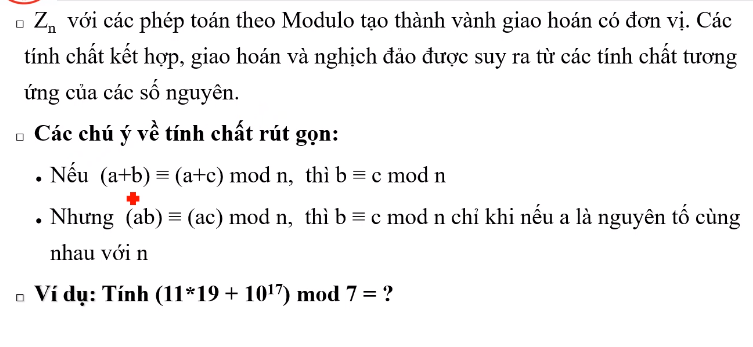 □ Zₙ với các phép toán theo Modulo tạo thành vành giao hoán có đơn vị. Các
tính chất kết hợp, giao hoán và nghịch đảo được suy ra từ các tính chất tương
ứng của các số nguyên.
□ Các chú ý về tính chất rút gọn:
• Nếu (a+b) ≡ (a+c) mod n, thì b ≡ c mod n
• Nhưng (ab) ≡ (ac) mod n, thì b ≡ c mod n chỉ khi nếu a là nguyên tố cùng
nhau với n
□ Ví dụ: Tính (11*19 + 10¹⁷) mod 7 = ?